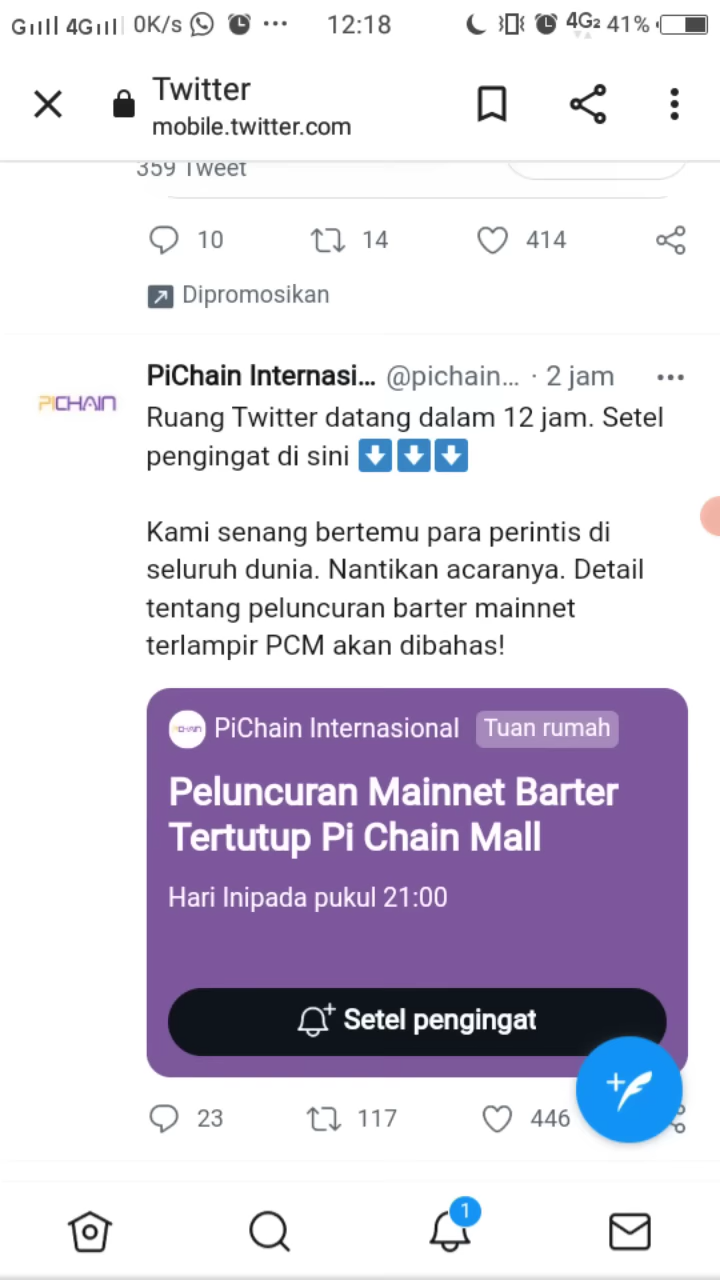 G 4G 0K/s ... 12:18 4G2 41%
Twitter
mobile.twitter.com
359 Tweet
10 14 414
Dipromosikan
PiChain Internasi... @pichain... · 2 jam
PICHAIN
Ruang Twitter datang dalam 12 jam. Setel
pengingat di sini ⬇️⬇️⬇️
Kami senang bertemu para perintis di
seluruh dunia. Nantikan acaranya. Detail
tentang peluncuran barter mainnet
terlampir PCM akan dibahas!
PiChain Internasional Tuan rumah
Peluncuran Mainnet Barter
Tertutup Pi Chain Mall
Hari Inipada pukul 21:00
Setel pengingat
23 117 446
1